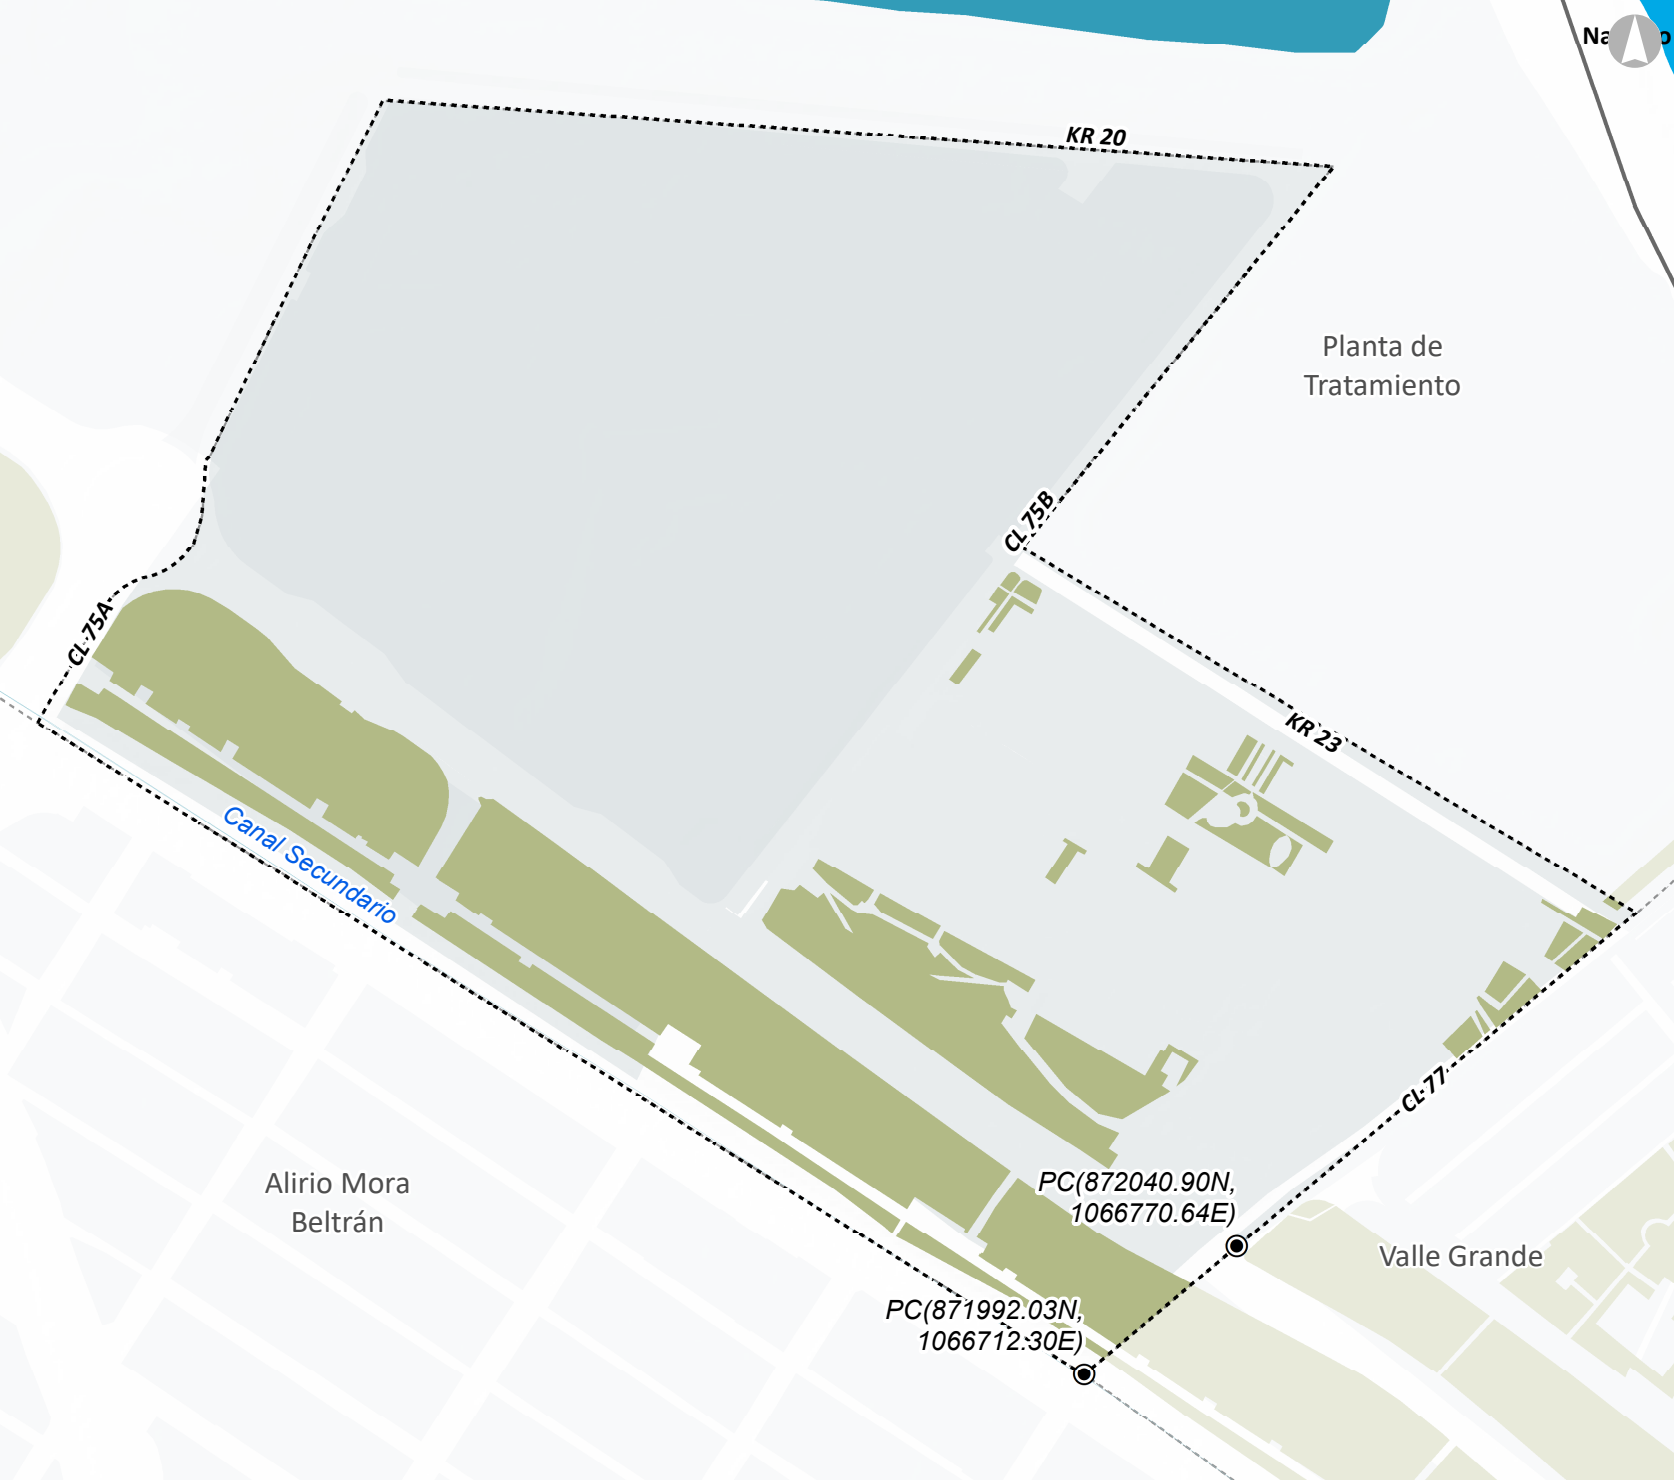 KR 20
Planta de
Tratamiento
CL 75B
CL 75A
KR 23
Canal Secundario
CL 77
PC(872040.90N,
1066770.64E)
Alirio Mora
Beltrán
Valle Grande
PC(871992.03N,
1066712.30E)